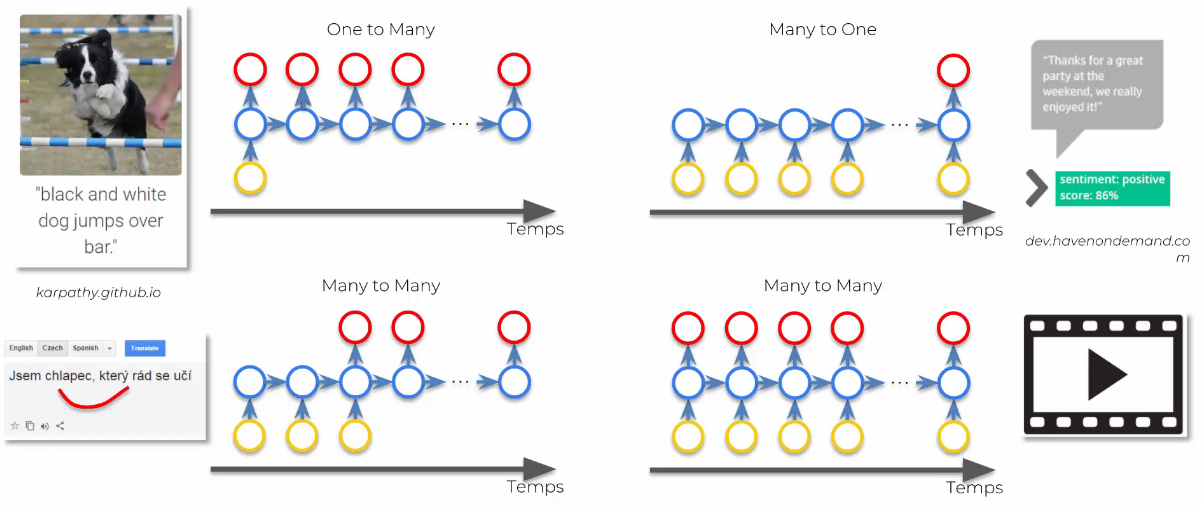 One to Many
"black and white
dog jumps over
bar."
karpathy.github.io
...
Temps
Many to One
...
Temps
"Thanks for a great
party at the
weekend, we really
enjoyed it!"
sentiment: positive
score: 86%
dev.havenondemand.co
m
Many to Many
English Czech Spanish Translate
Jsem chlapec, který rád se učí
...
Temps
Many to Many
...
Temps